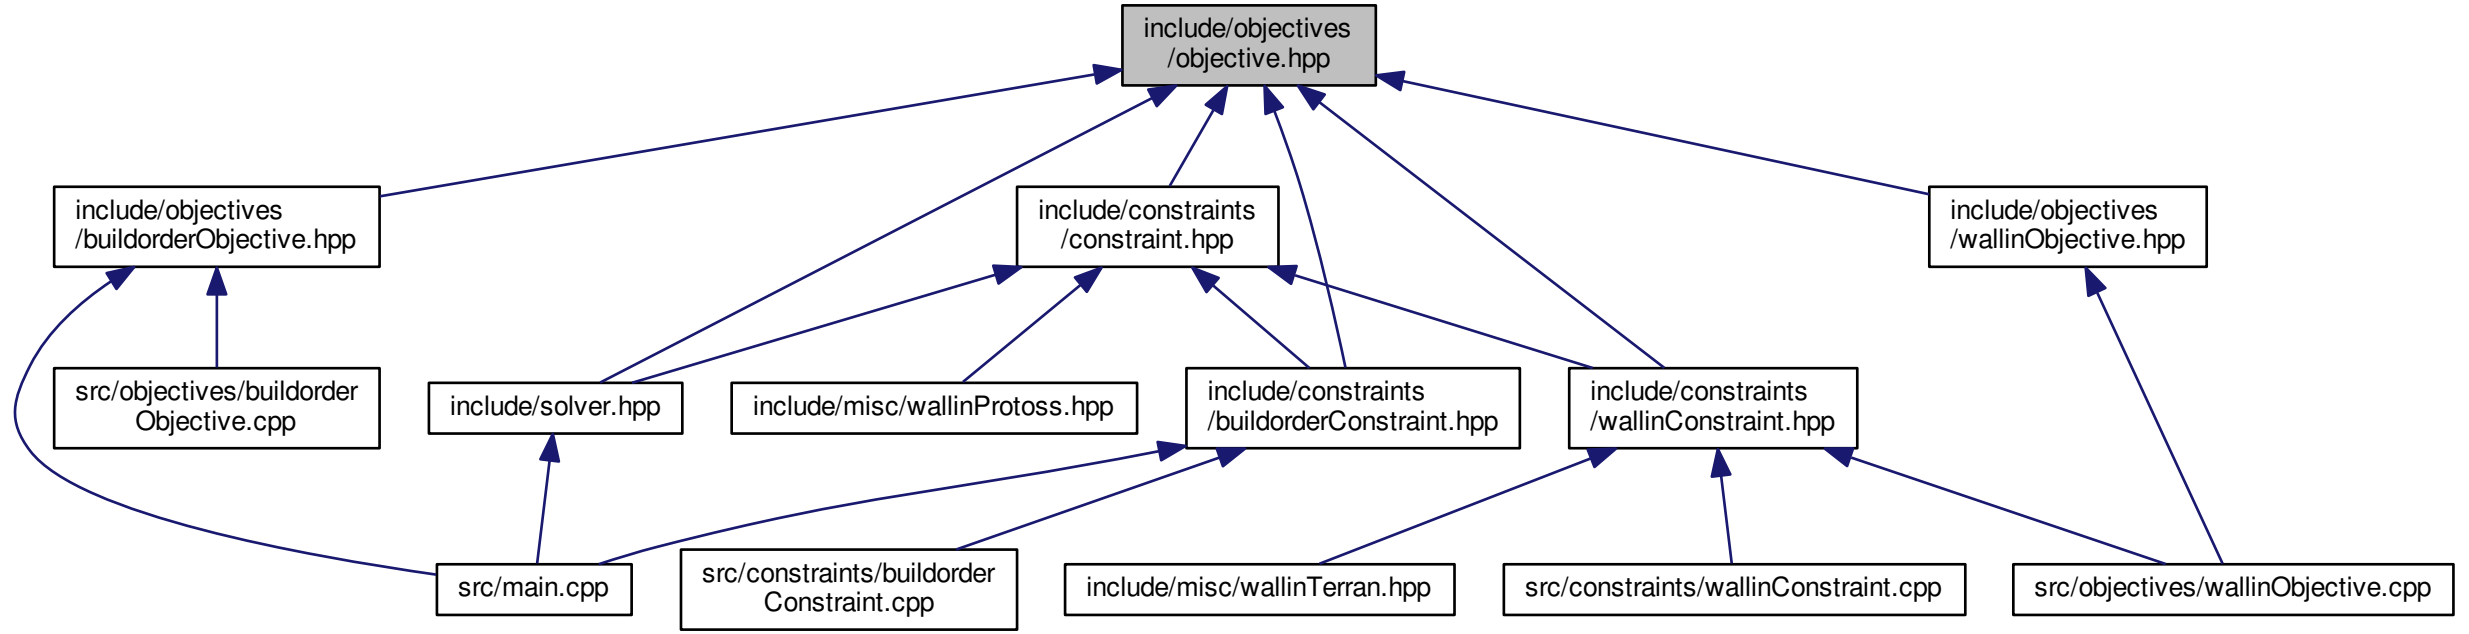 include/objectives
/objective.hpp
include/objectives
/buildorderObjective.hpp
include/constraints
/constraint.hpp
include/objectives
/wallinObjective.hpp
src/objectives/buildorder
Objective.cpp
include/solver.hpp
include/misc/wallinProtoss.hpp
include/constraints
/buildorderConstraint.hpp
include/constraints
/wallinConstraint.hpp
src/main.cpp
src/constraints/buildorder
Constraint.cpp
include/misc/wallinTerran.hpp
src/constraints/wallinConstraint.cpp
src/objectives/wallinObjective.cpp